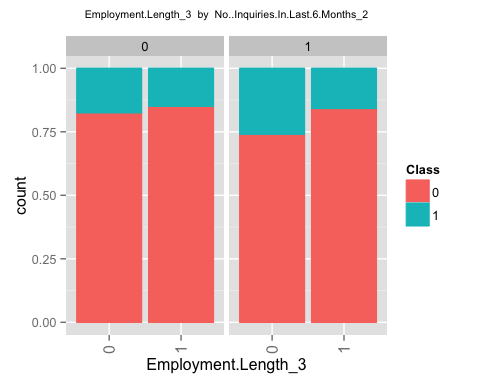 Employment.Length_3 by No..Inquiries.In.Last.6.Months_2
0 1
1.00
0.75
0.50
0.25
0.00
count
0 1 0 1
Employment.Length_3
Class
0
1